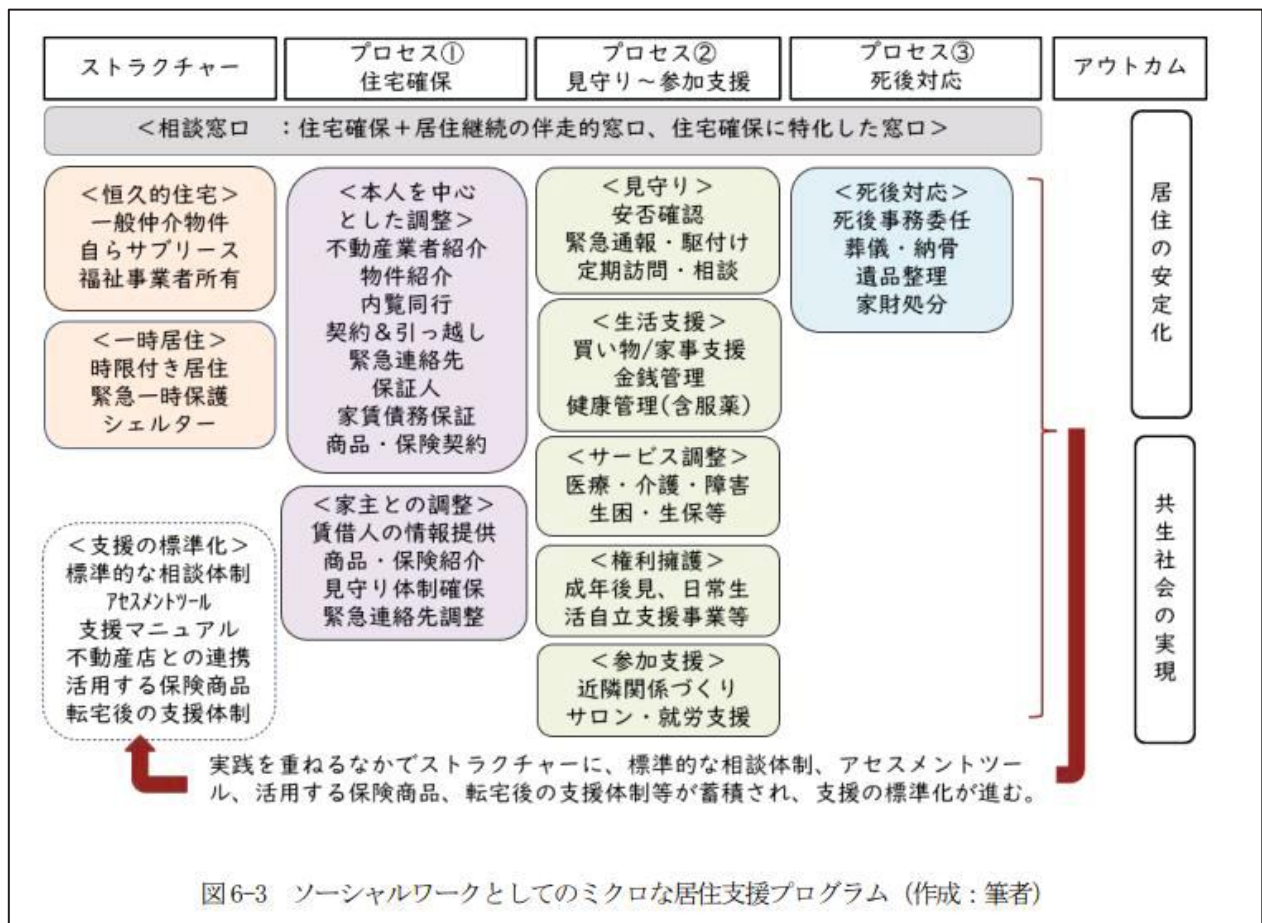 ストラクチャー
プロセス①
住宅確保
プロセス②
見守り～参加支援
プロセス③
死後対応
アウトカム
＜相談窓口　：住宅確保＋居住継続の伴走的窓口、住宅確保に特化した窓口＞
＜恒久的住宅＞
一般仲介物件
自らサブリース
福祉事業者所有
＜一時居住＞
時限付き居住
緊急一時保護
シェルター
＜支援の標準化＞
標準的な相談体制
ｱｾｽﾒﾝﾄﾂｰﾙ
支援マニュアル
不動産店との連携
活用する保険商品
転宅後の支援体制
＜本人を中心
とした調整＞
不動産業者紹介
物件紹介
内覧同行
契約＆引っ越し
緊急連絡先
保証人
家賃債務保証
商品・保険契約
＜家主との調整＞
賃借人の情報提供
商品・保険紹介
見守り体制確保
緊急連絡先調整
＜見守り＞
安否確認
緊急通報・駆付け
定期訪問・相談
＜生活支援＞
買い物/家事支援
金銭管理
健康管理(含服薬)
＜サービス調整＞
医療・介護・障害
生困・生保等
＜権利擁護＞
成年後見、日常生
活自立支援事業等
＜参加支援＞
近隣関係づくり
サロン・就労支援
＜死後対応＞
死後事務委任
葬儀・納骨
遺品整理
家財処分
居住の安定化
共生社会の実現
実践を重ねるなかでストラクチャーに、標準的な相談体制、アセスメントツー
ル、活用する保険商品、転宅後の支援体制等が蓄積され、支援の標準化が進む。
図6-3　ソーシャルワークとしてのミクロな居住支援プログラム（作成：筆者）